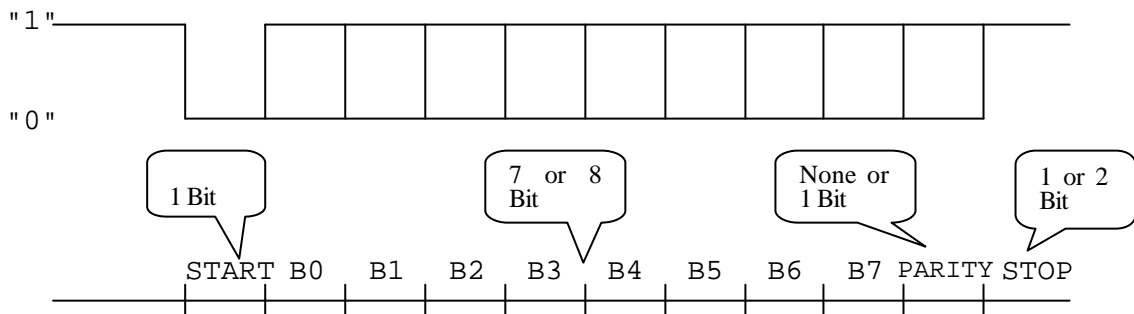 "1"
"0"
1 Bit
7 or 8
Bit
None or
1 Bit
1 or 2
Bit
START B0 B1 B2 B3 B4 B5 B6 B7 PARITY STOP